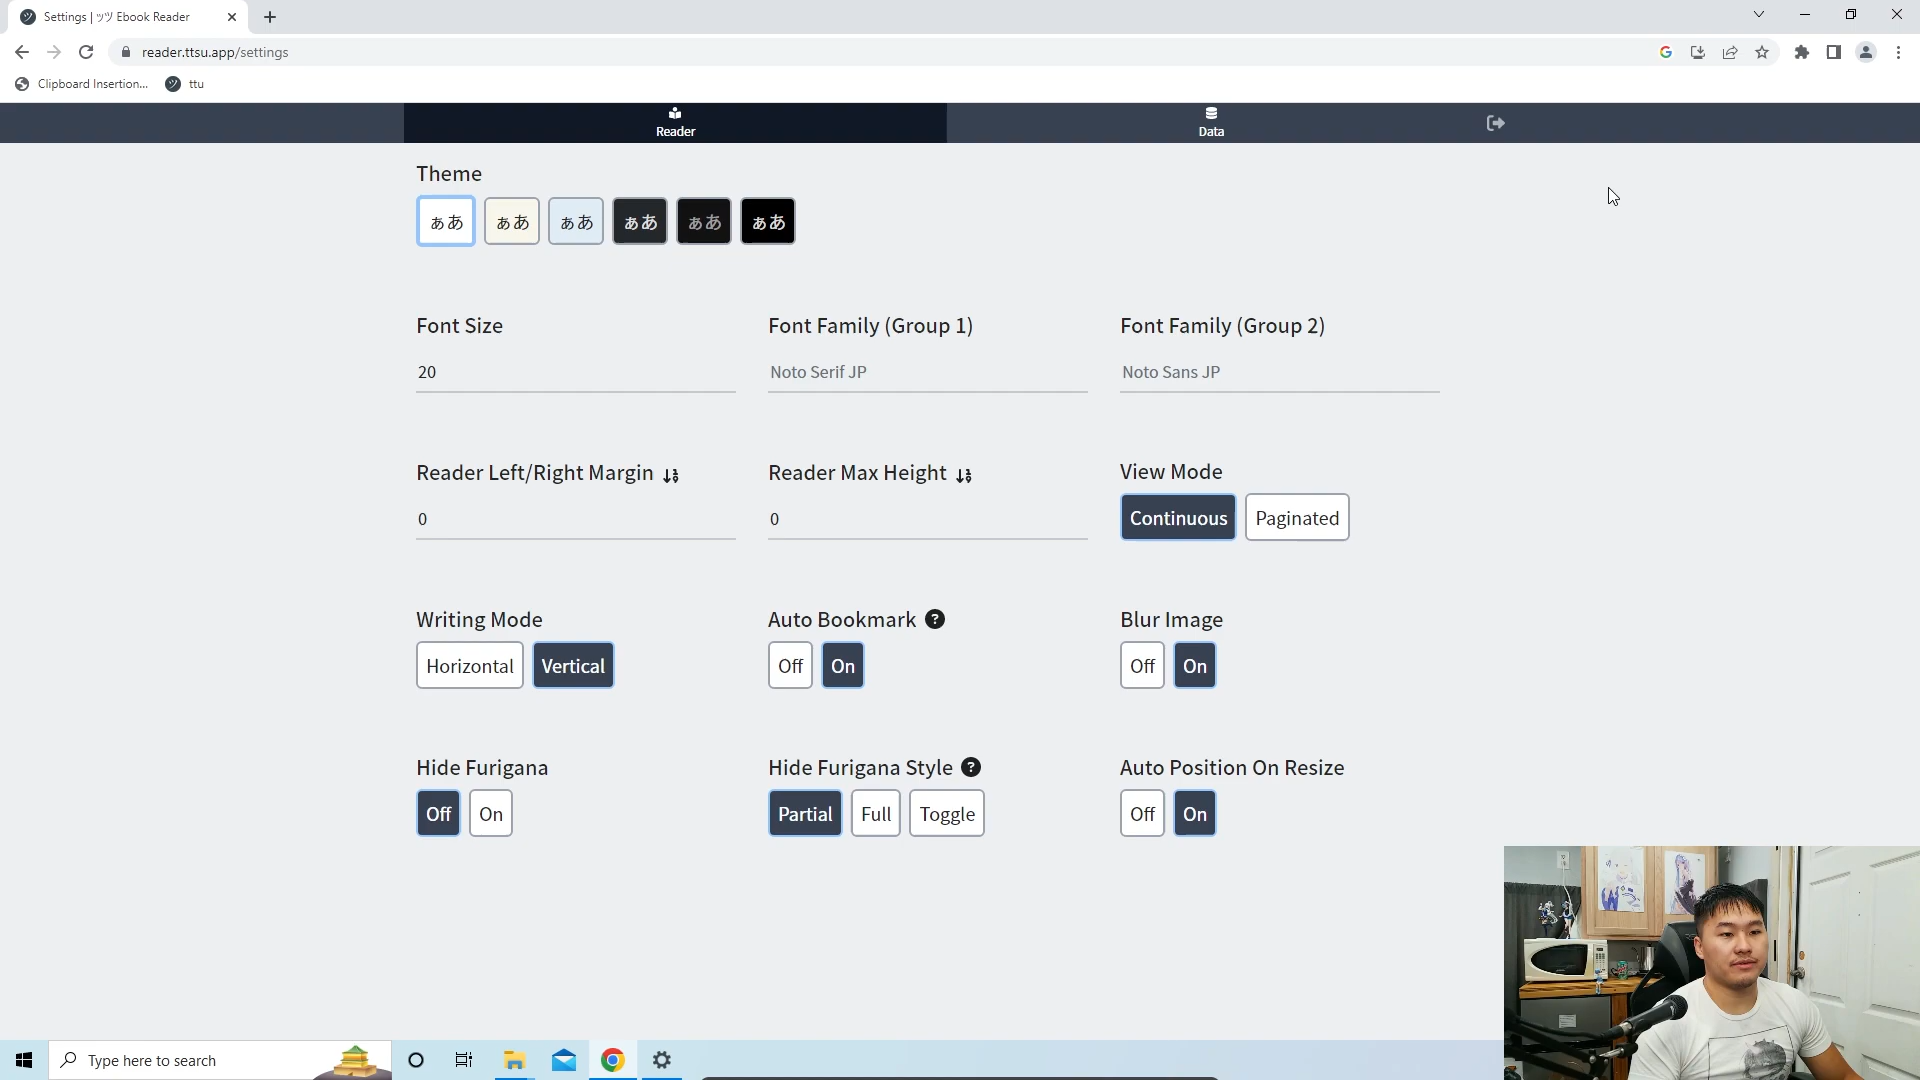 Settings | ッツ Ebook Reader
reader.ttsu.app/settings
Clipboard Insertion... ttu
Reader
Data
Theme
ぁあ ぁあ ぁあ ぁあ ぁあ ぁあ
Font Size
20
Font Family (Group 1)
Noto Serif JP
Font Family (Group 2)
Noto Sans JP
Reader Left/Right Margin
0
Reader Max Height
0
View Mode
Continuous Paginated
Writing Mode
Horizontal Vertical
Auto Bookmark
Off On
Blur Image
Off On
Hide Furigana
Off On
Hide Furigana Style
Partial Full Toggle
Auto Position On Resize
Off On
Type here to search